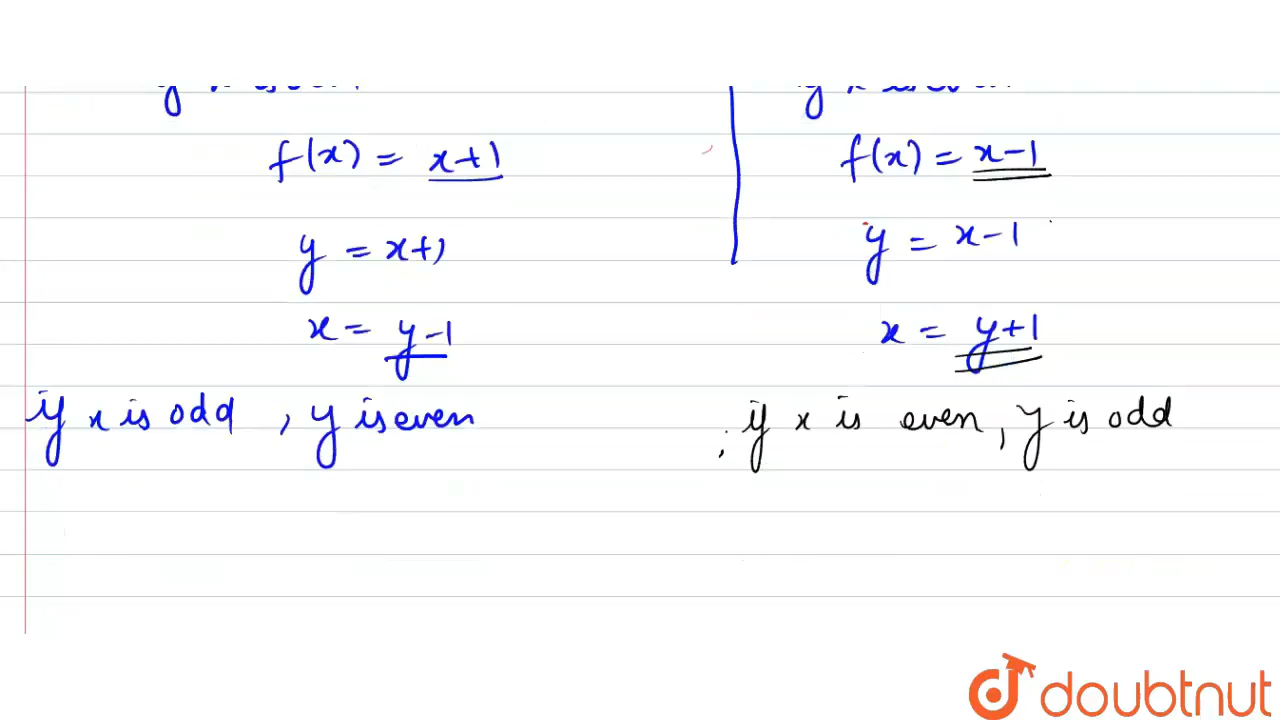 f(x) = x+1
y = x+1
x = y-1
if x is odd, y is even
f(x) = x-1
y = x-1
x = y+1
; if x is even, y is odd
doubtnut